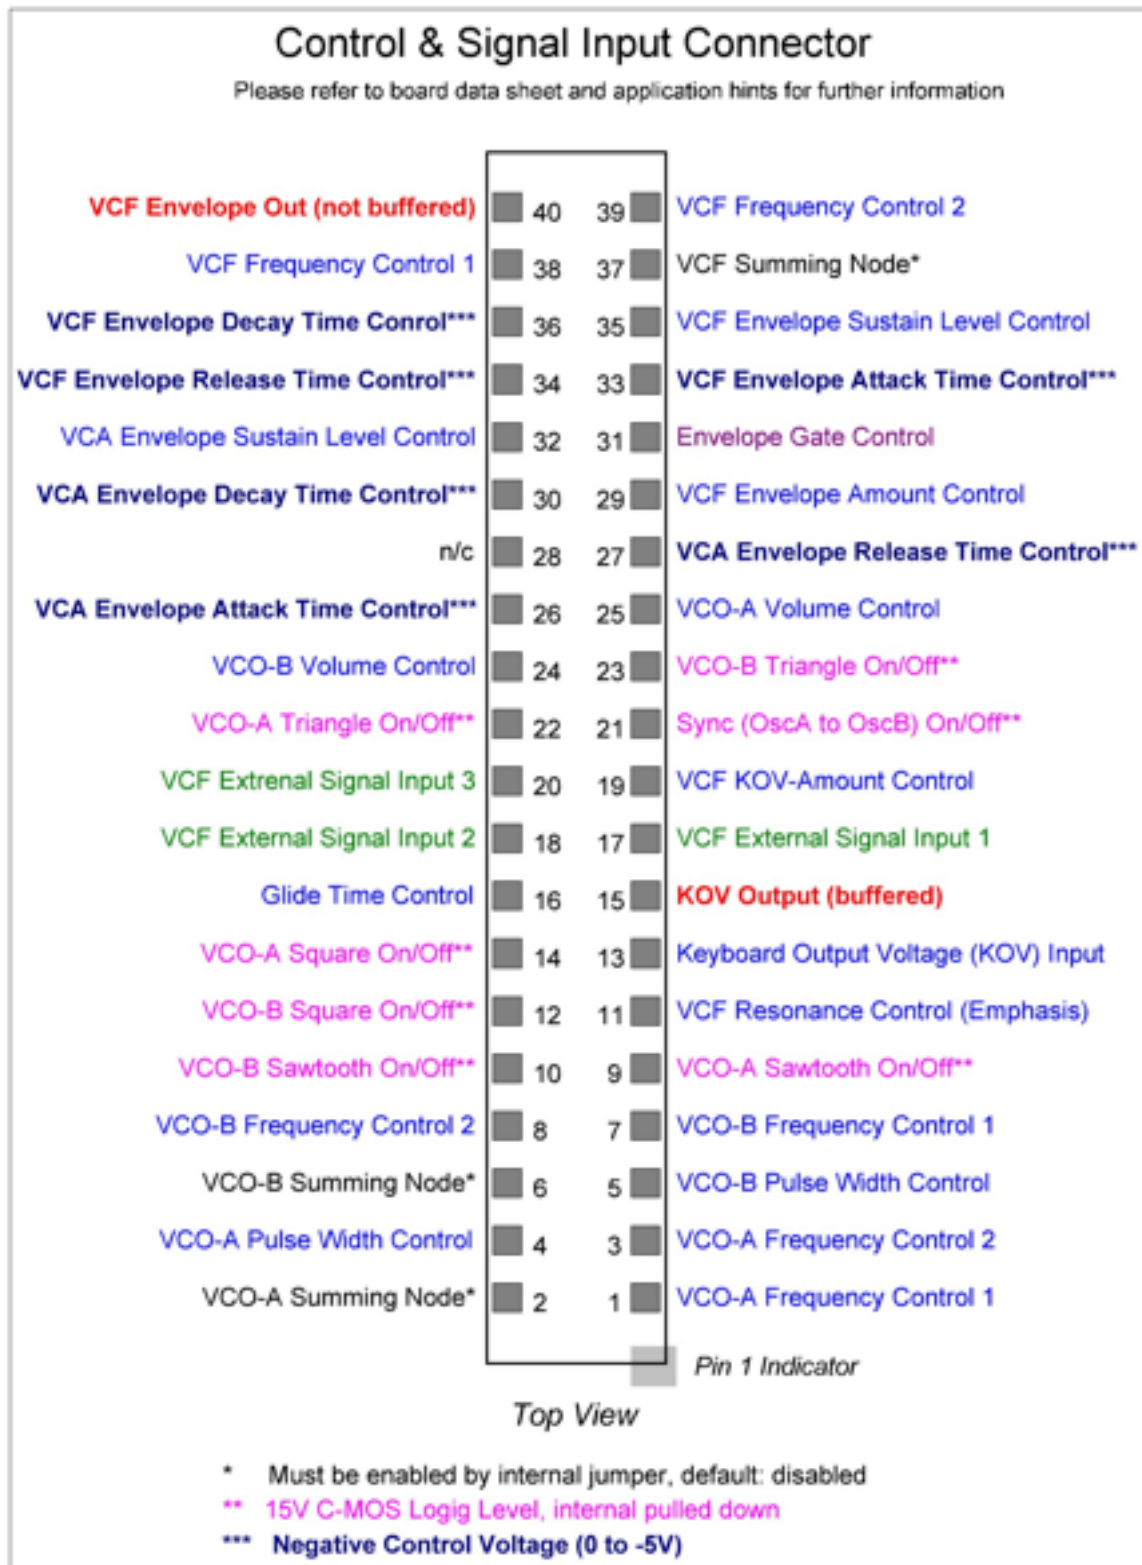 Control & Signal Input Connector
Please refer to board data sheet and application hints for further information
VCF Envelope Out (not buffered) 40 39 VCF Frequency Control 2
VCF Frequency Control 1 38 37 VCF Summing Node*
VCF Envelope Decay Time Conrol*** 36 35 VCF Envelope Sustain Level Control
VCF Envelope Release Time Control*** 34 33 VCF Envelope Attack Time Control***
VCA Envelope Sustain Level Control 32 31 Envelope Gate Control
VCA Envelope Decay Time Control*** 30 29 VCF Envelope Amount Control
n/c 28 27 VCA Envelope Release Time Control***
VCA Envelope Attack Time Control*** 26 25 VCO-A Volume Control
VCO-B Volume Control 24 23 VCO-B Triangle On/Off**
VCO-A Triangle On/Off** 22 21 Sync (OscA to OscB) On/Off**
VCF Extrenal Signal Input 3 20 19 VCF KOV-Amount Control
VCF External Signal Input 2 18 17 VCF External Signal Input 1
Glide Time Control 16 15 KOV Output (buffered)
VCO-A Square On/Off** 14 13 Keyboard Output Voltage (KOV) Input
VCO-B Square On/Off** 12 11 VCF Resonance Control (Emphasis)
VCO-B Sawtooth On/Off** 10 9 VCO-A Sawtooth On/Off**
VCO-B Frequency Control 2 8 7 VCO-B Frequency Control 1
VCO-B Summing Node* 6 5 VCO-B Pulse Width Control
VCO-A Pulse Width Control 4 3 VCO-A Frequency Control 2
VCO-A Summing Node* 2 1 VCO-A Frequency Control 1
Pin 1 Indicator
Top View
* Must be enabled by internal jumper, default: disabled
** 15V C-MOS Logig Level, internal pulled down
*** Negative Control Voltage (0 to -5V)